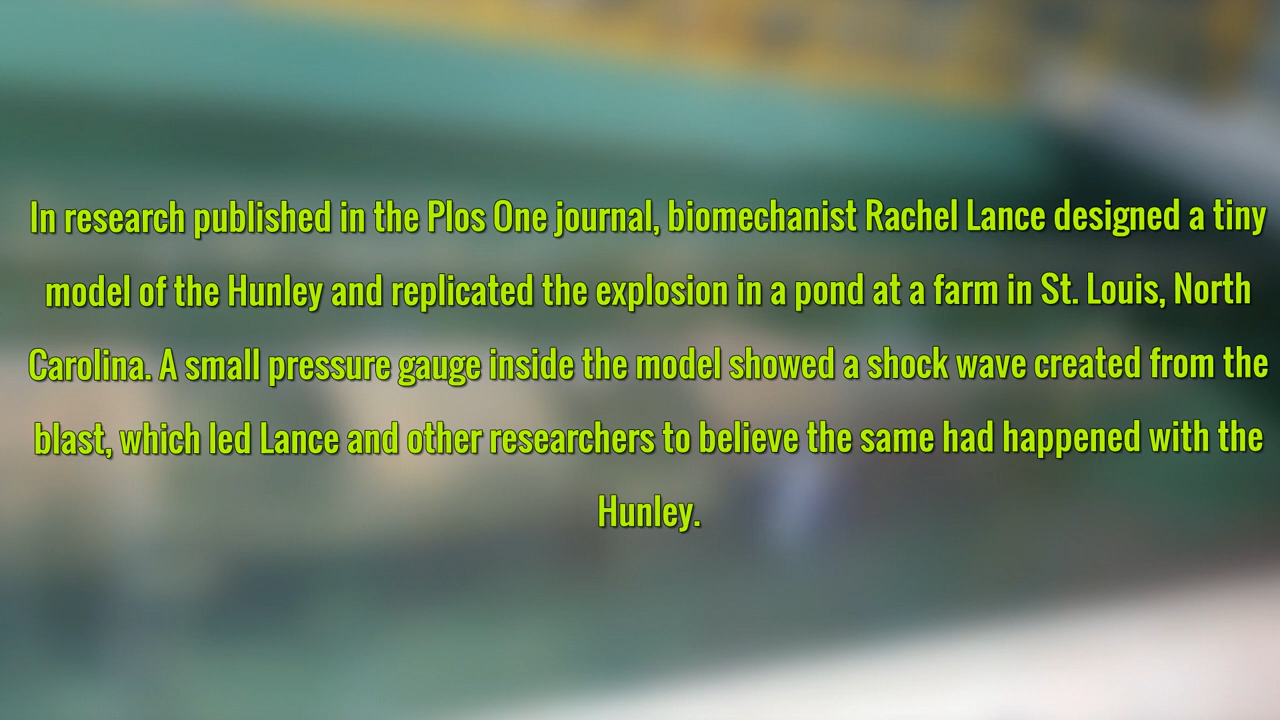 In research published in the Plos One journal, biomechanist Rachel Lance designed a tiny
model of the Hunley and replicated the explosion in a pond at a farm in St. Louis, North
Carolina. A small pressure gauge inside the model showed a shock wave created from the
blast, which led Lance and other researchers to believe the same had happened with the
Hunley.